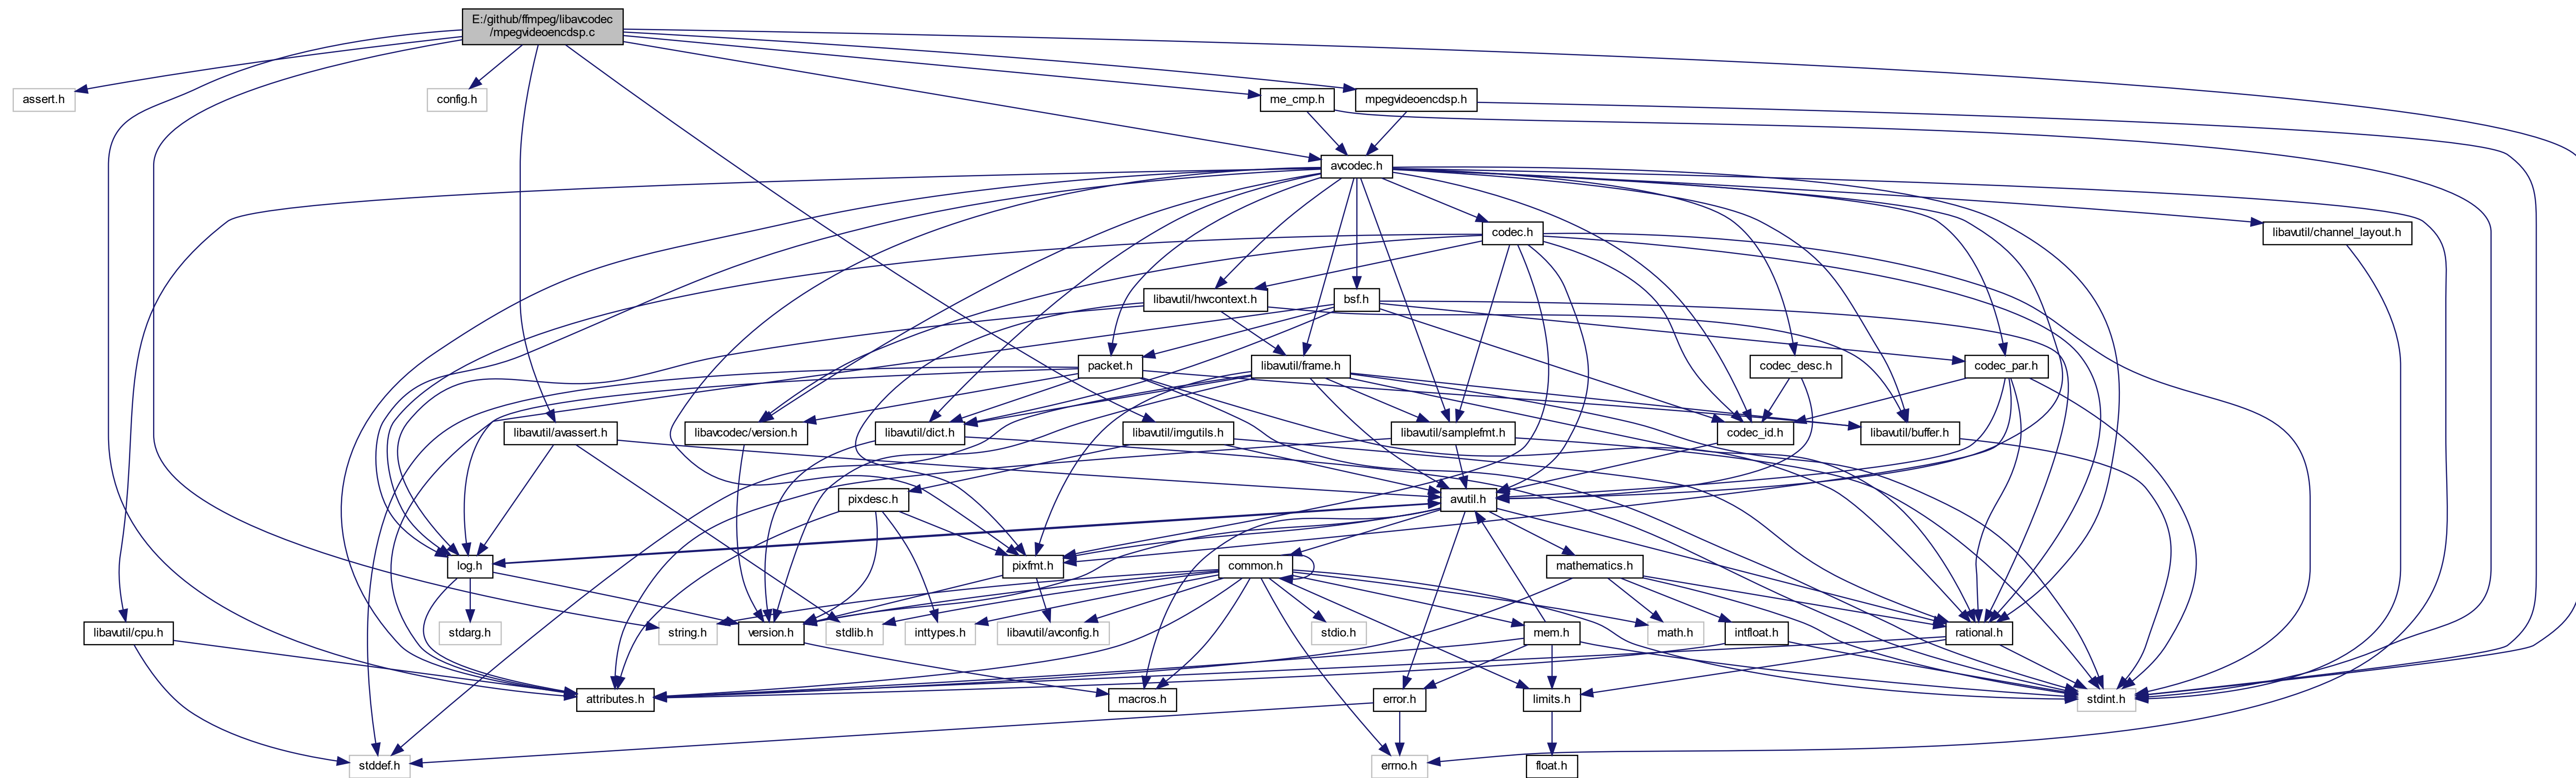 E:/github/ffmpeg/libavcodec
/mpegvideoencdsp.c
assert.h
config.h
me_cmp.h
mpegvideoencdsp.h
avcodec.h
codec.h
libavutil/channel_layout.h
libavutil/hwcontext.h
bsf.h
packet.h
libavutil/frame.h
codec_desc.h
codec_par.h
libavutil/avassert.h
libavcodec/version.h
libavutil/dict.h
libavutil/imgutils.h
libavutil/samplefmt.h
codec_id.h
libavutil/buffer.h
pixdesc.h
avutil.h
log.h
pixfmt.h
common.h
mathematics.h
libavutil/cpu.h
stdarg.h
string.h
version.h
stdlib.h
inttypes.h
libavutil/avconfig.h
stdio.h
mem.h
math.h
intfloat.h
rational.h
attributes.h
macros.h
error.h
limits.h
stdint.h
stddef.h
errno.h
float.h